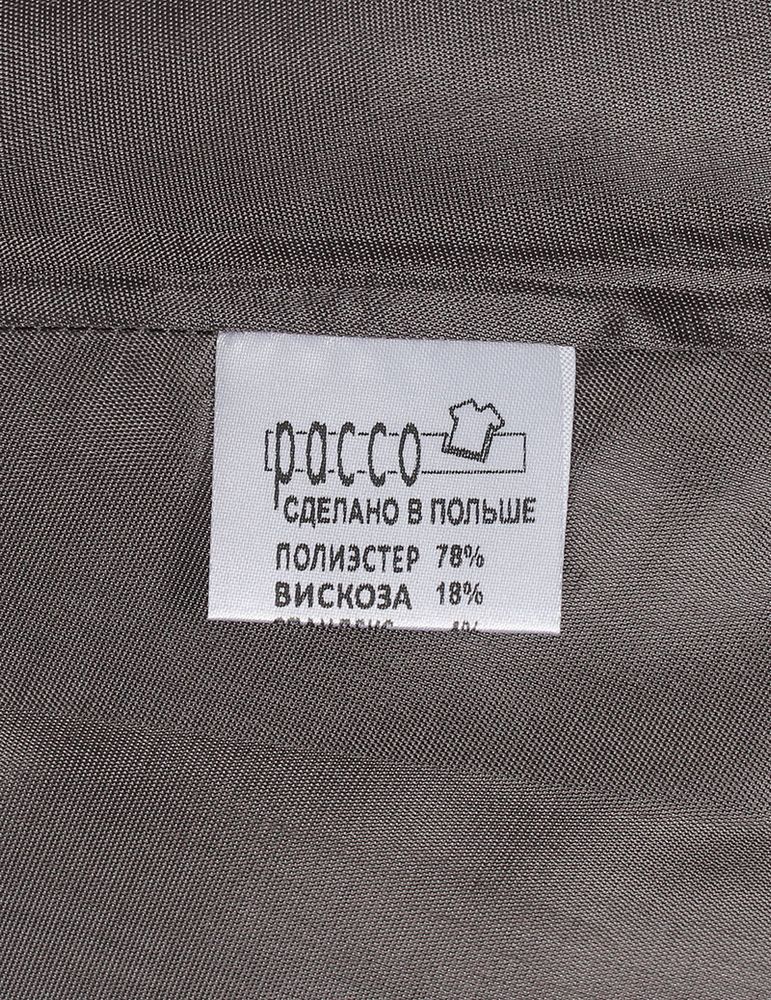 pacco
СДЕЛАНО В ПОЛЬШЕ
ПОЛИЭСТЕР 78%
ВИСКОЗА 18%